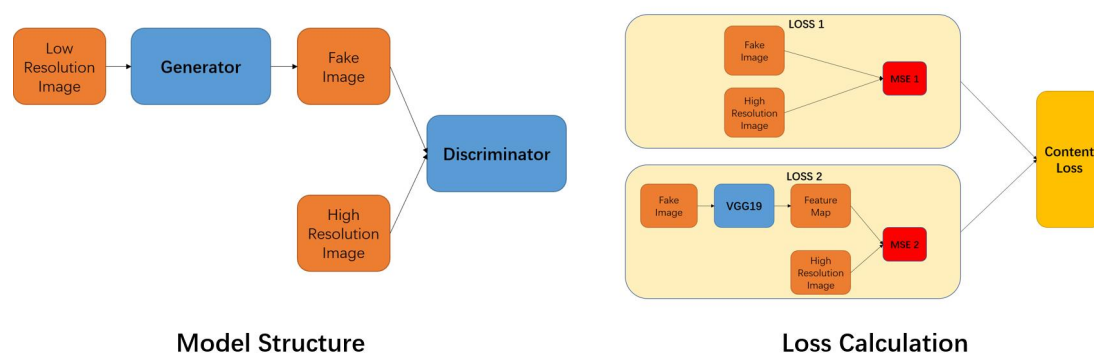 Low
Resolution
Image
Generator
Fake
Image
Discriminator
High
Resolution
Image
Model Structure
LOSS 1
Fake
Image
High
Resolution
Image
MSE 1
LOSS 2
Fake
Image
VGG19
Feature
Map
High
Resolution
Image
MSE 2
Content
Loss
Loss Calculation